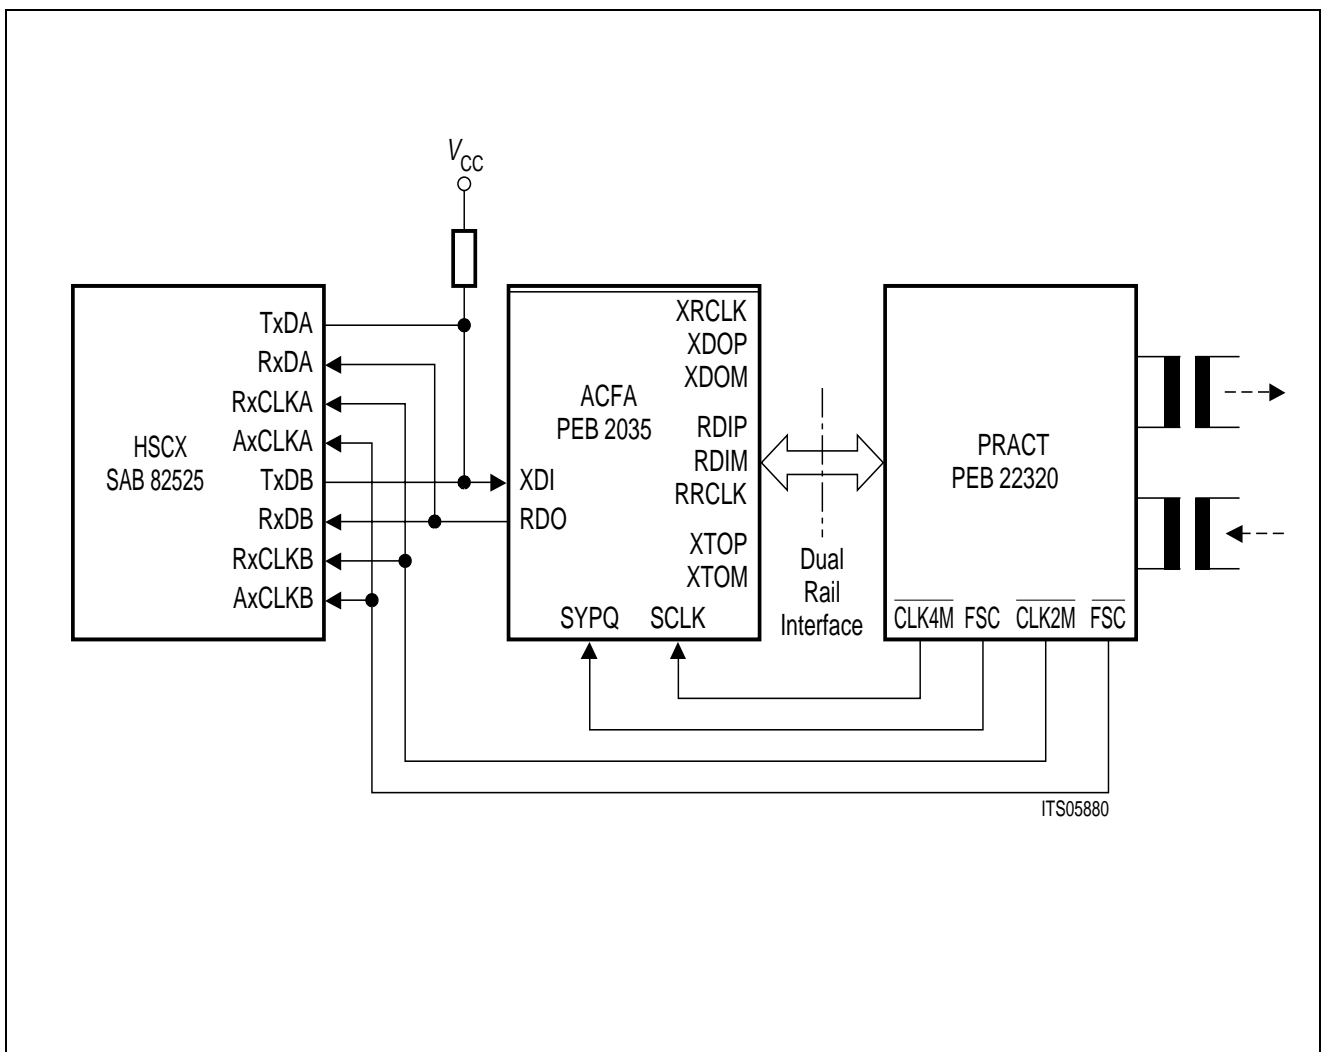 VCC
TxDA
RxDA
RxCLKA
AxCLKA
TxDB
RxDB
RxCLKB
AxCLKB
HSCX
SAB 82525
ACFA
PEB 2035
XDI
RDO
XRCLK
XDOP
XDOM
RDIP
RDIM
RRCLK
XTOP
XTOM
SYPQ SCLK
Dual
Rail
Interface
PRACT
PEB 22320
CLK4M FSC CLK2M FSC
ITS05880